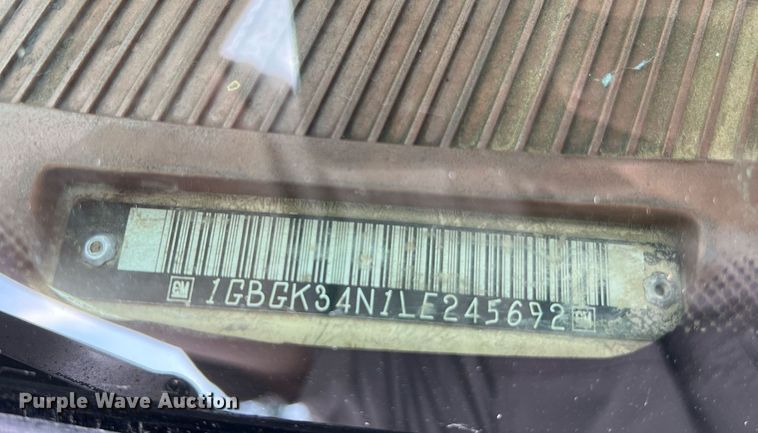 GM 1GBGK34N1LE245692 GM
Purple Wave Auction